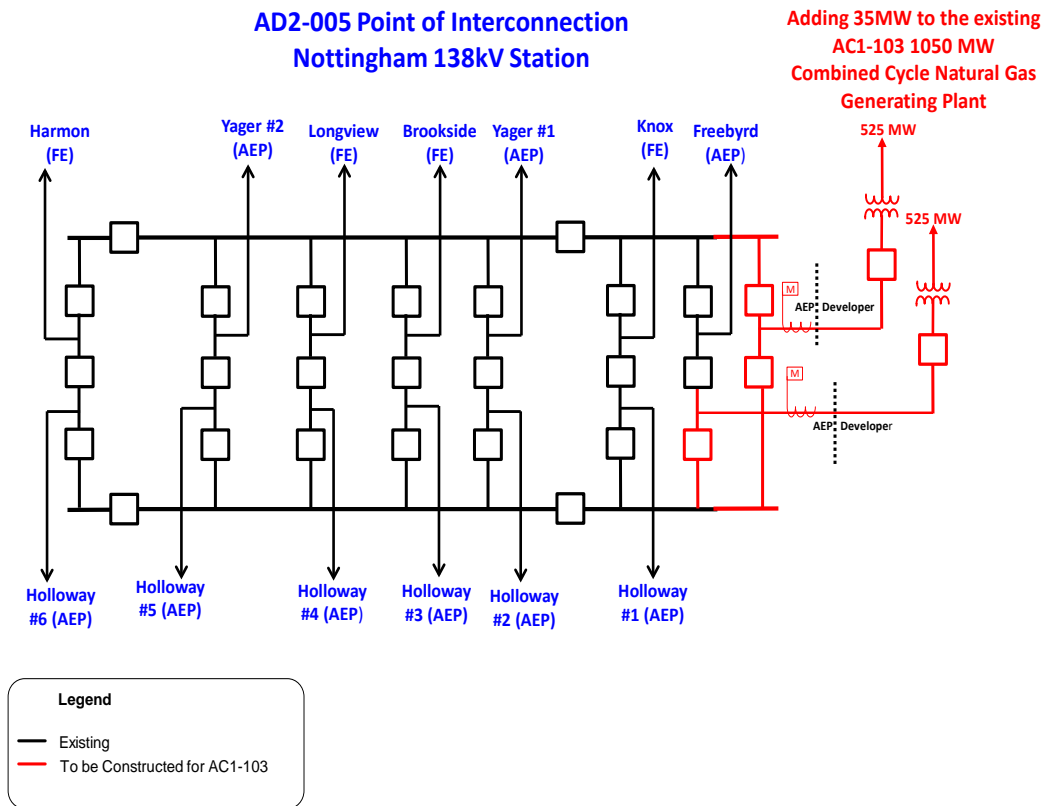 AD2-005 Point of Interconnection
Nottingham 138kV Station
Adding 35MW to the existing
AC1-103 1050 MW
Combined Cycle Natural Gas
Generating Plant
Harmon
(FE)
Yager #2
(AEP)
Longview
(FE)
Brookside
(FE)
Yager #1
(AEP)
Knox
(FE)
Freebyrd
(AEP)
525 MW
525 MW
M
AEP Developer
M
AEP Developer
Holloway
#6 (AEP)
Holloway
#5 (AEP)
Holloway
#4 (AEP)
Holloway
#3 (AEP)
Holloway
#2 (AEP)
Holloway
#1 (AEP)
Legend
Existing
To be Constructed for AC1-103